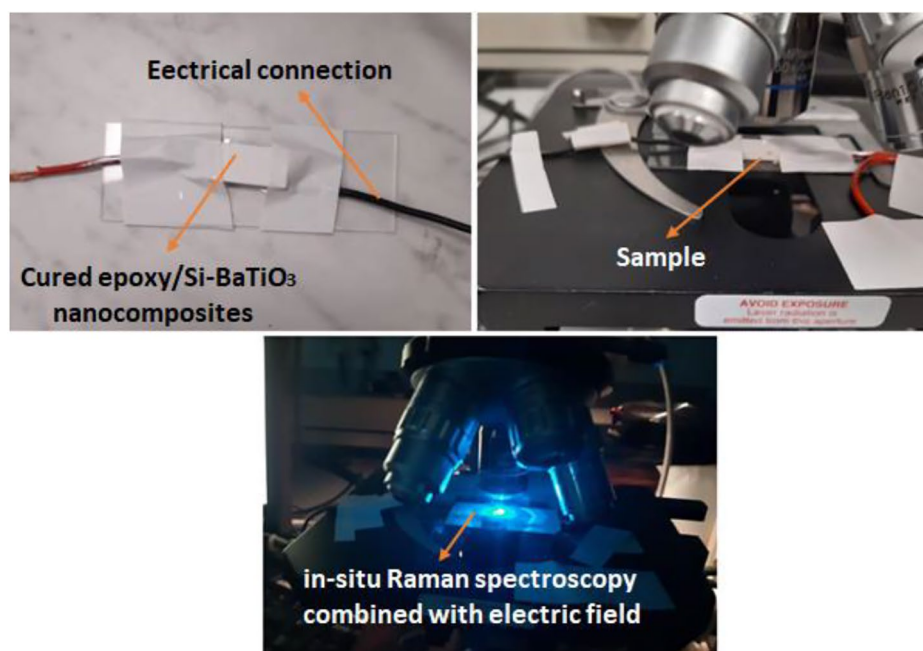 Eectrical connection
Cured epoxy/Si-BaTiO₃
nanocomposites
Sample
AVOID EXPOSURE
Laser radiation is
emitted from this aperture
in-situ Raman spectroscopy
combined with electric field